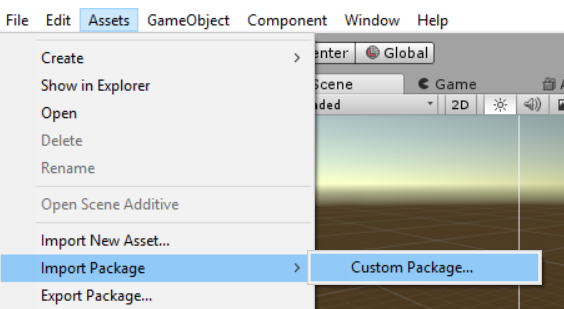 File Edit Assets GameObject Component Window Help
Create
enter Global
Show in Explorer
Scene Game
Open
aded 2D
Delete
Rename
Open Scene Additive
Import New Asset...
Import Package
Custom Package...
Export Package...